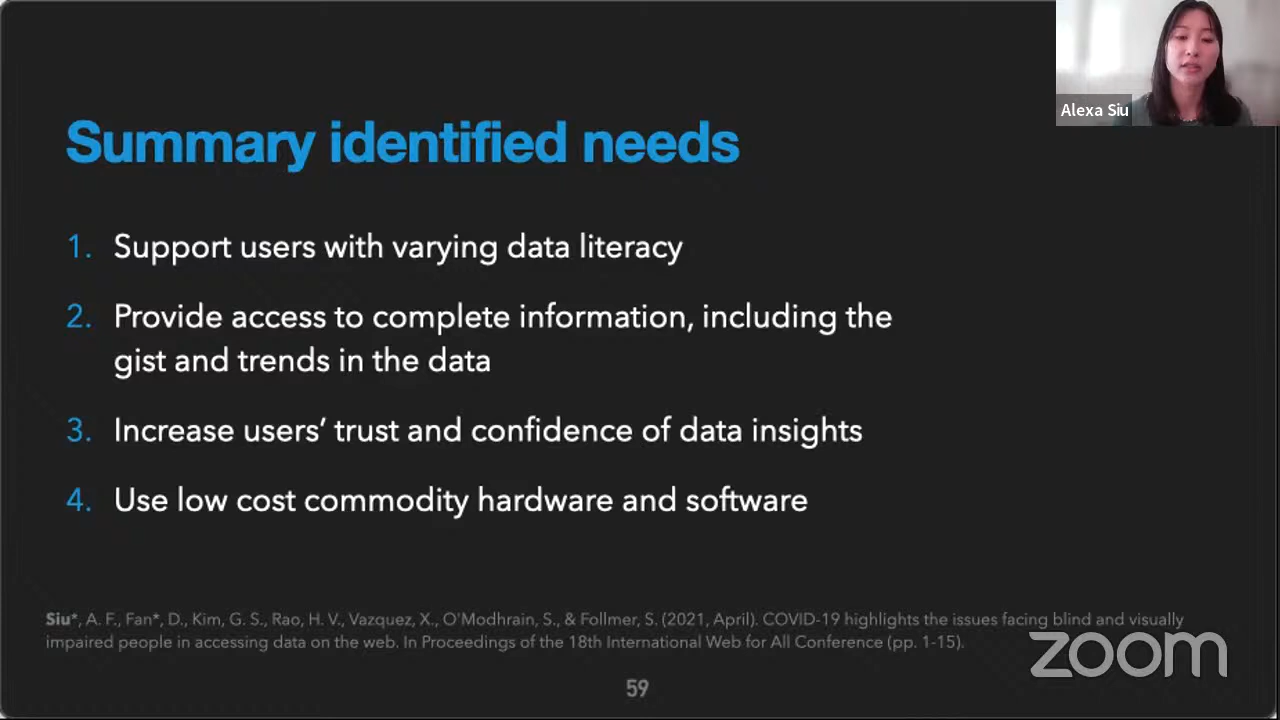 Alexa Siu
Summary identified needs
1. Support users with varying data literacy
2. Provide access to complete information, including the
gist and trends in the data
3. Increase users’ trust and confidence of data insights
4. Use low cost commodity hardware and software
Siu*, A. F., Fan*, D., Kim, G. S., Rao, H. V., Vazquez, X., O'Modhrain, S., & Follmer, S. (2021, April). COVID-19 highlights the issues facing blind and visually
impaired people in accessing data on the web. In Proceedings of the 18th International Web for All Conference (pp. 1-15).
zoom
59